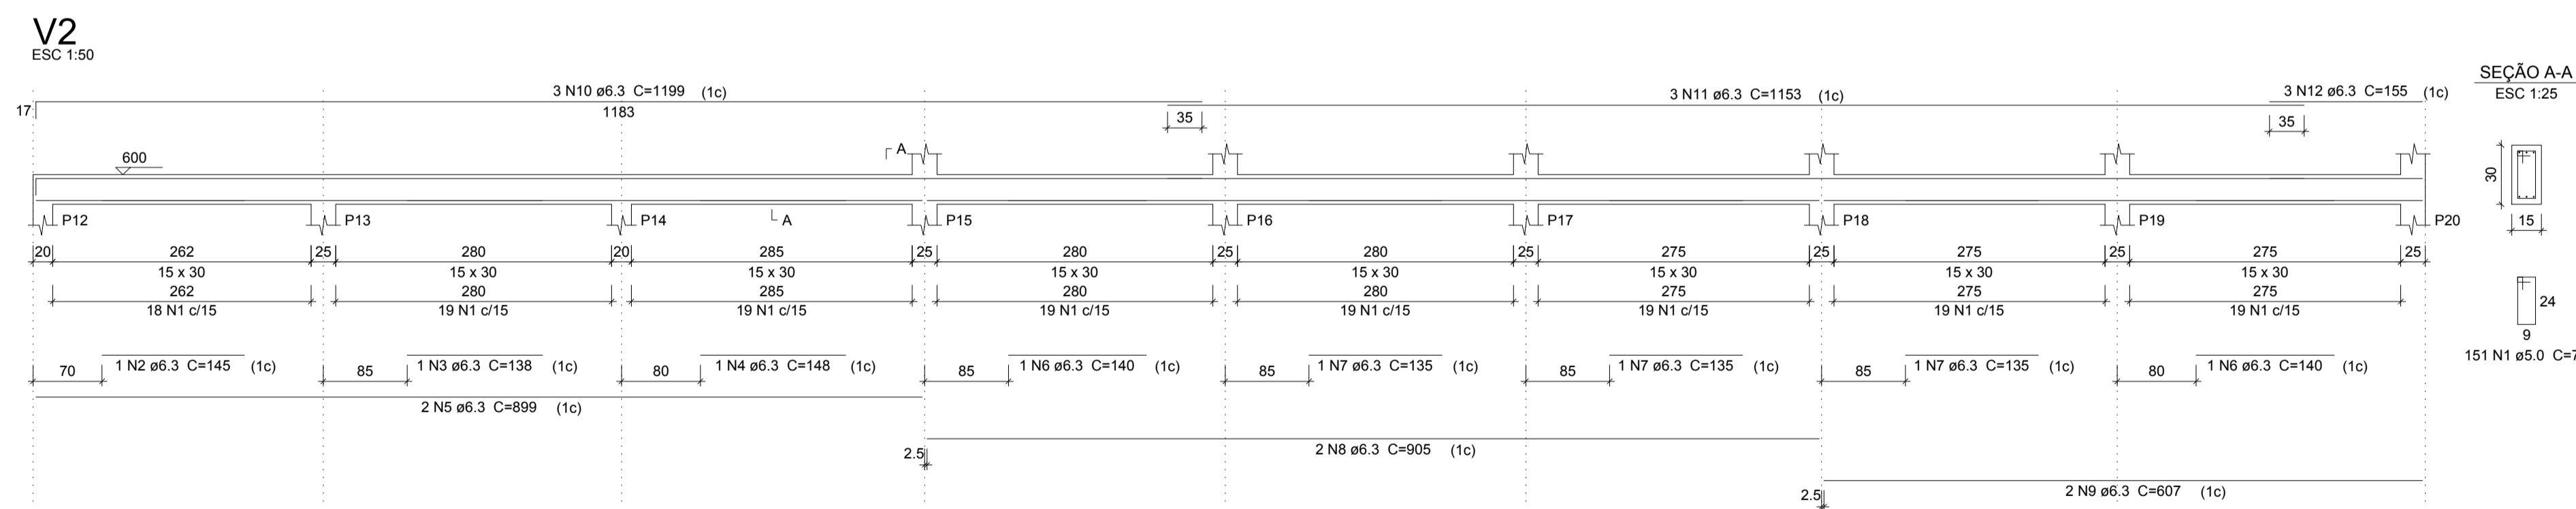 V2
ESC 1:50
3 N10 ø6.3 C=1199 (1c)
3 N11 ø6.3 C=1153 (1c)
3 N12 ø6.3 C=155 (1c)
SEÇÃO A-A
ESC 1:25
17
1183
35
35
600
A
30
P12
P13
P14
A
P15
P16
P17
P18
P19
P20
15
20 262 25 280 20 285 25 280 25 280 25 275 25 275 25 275 25
15 x 30 15 x 30 15 x 30 15 x 30 15 x 30 15 x 30 15 x 30 15 x 30
262 280 285 280 280 275 275 275
18 N1 c/15 19 N1 c/15 19 N1 c/15 19 N1 c/15 19 N1 c/15 19 N1 c/15 19 N1 c/15 19 N1 c/15
24
9
151 N1 ø5.0 C=7
70 1 N2 ø6.3 C=145 (1c)
85 1 N3 ø6.3 C=138 (1c)
80 1 N4 ø6.3 C=148 (1c)
85 1 N6 ø6.3 C=140 (1c)
85 1 N7 ø6.3 C=135 (1c)
85 1 N7 ø6.3 C=135 (1c)
85 1 N7 ø6.3 C=135 (1c)
80 1 N6 ø6.3 C=140 (1c)
2 N5 ø6.3 C=899 (1c)
2.5
2 N8 ø6.3 C=905 (1c)
2.5
2 N9 ø6.3 C=607 (1c)